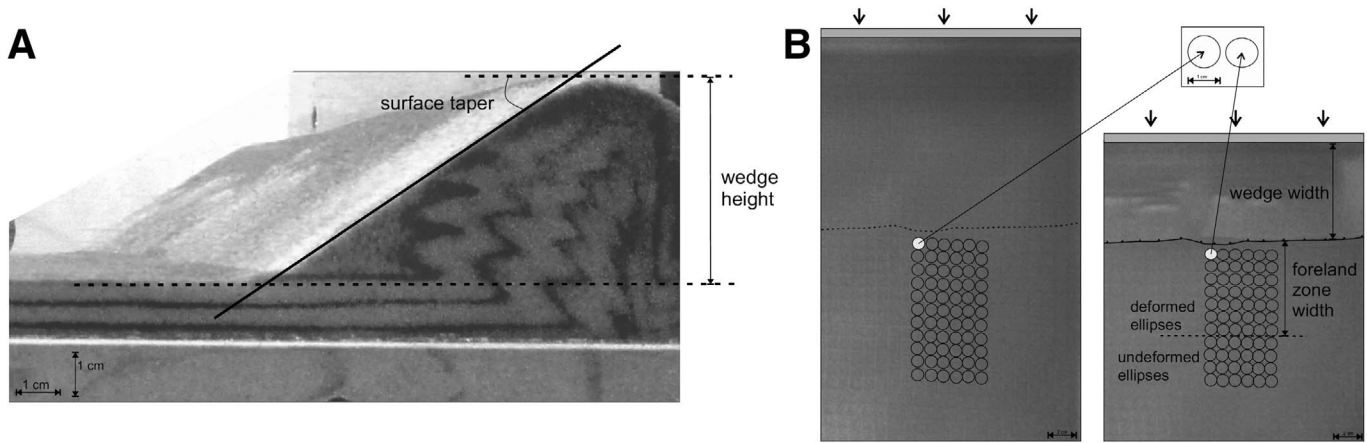 A
surface taper
wedge
height
1 cm
1 cm
B
1 cm
wedge width
foreland
zone
width
deformed
ellipses
undeformed
ellipses